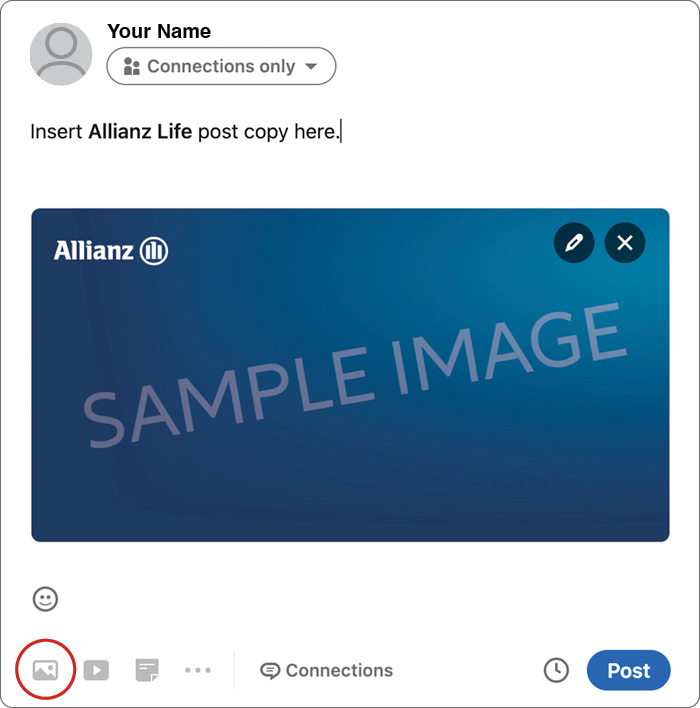 Your Name
Connections only
Insert Allianz Life post copy here.
Allianz
SAMPLE IMAGE
Connections
Post